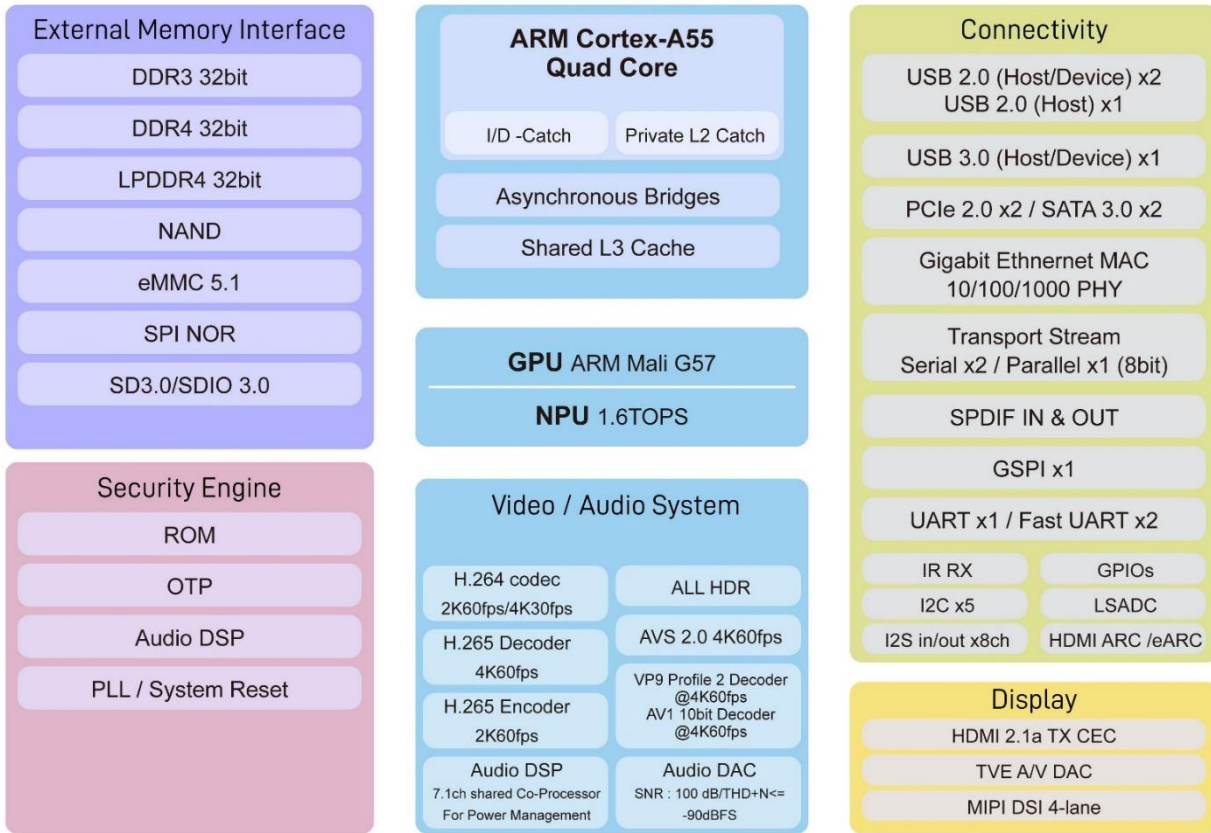 External Memory Interface
DDR3 32bit
DDR4 32bit
LPDDR4 32bit
NAND
eMMC 5.1
SPI NOR
SD3.0/SDIO 3.0
Security Engine
ROM
OTP
Audio DSP
PLL / System Reset
ARM Cortex-A55
Quad Core
I/D -Catch
Private L2 Catch
Asynchronous Bridges
Shared L3 Cache
GPU ARM Mali G57
NPU 1.6TOPS
Video / Audio System
H.264 codec
2K60fps/4K30fps
H.265 Decoder
4K60fps
H.265 Encoder
2K60fps
Audio DSP
7.1ch shared Co-Processor
For Power Management
ALL HDR
AVS 2.0 4K60fps
VP9 Profile 2 Decoder
@4K60fps
AV1 10bit Decoder
@4K60fps
Audio DAC
SNR : 100 dB/THD+N<=
-90dBFS
Connectivity
USB 2.0 (Host/Device) x2
USB 2.0 (Host) x1
USB 3.0 (Host/Device) x1
PCIe 2.0 x2 / SATA 3.0 x2
Gigabit Ethnernet MAC
10/100/1000 PHY
Transport Stream
Serial x2 / Parallel x1 (8bit)
SPDIF IN & OUT
GSPI x1
UART x1 / Fast UART x2
IR RX
GPIOs
I2C x5
LSADC
I2S in/out x8ch
HDMI ARC /eARC
Display
HDMI 2.1a TX CEC
TVE A/V DAC
MIPI DSI 4-lane